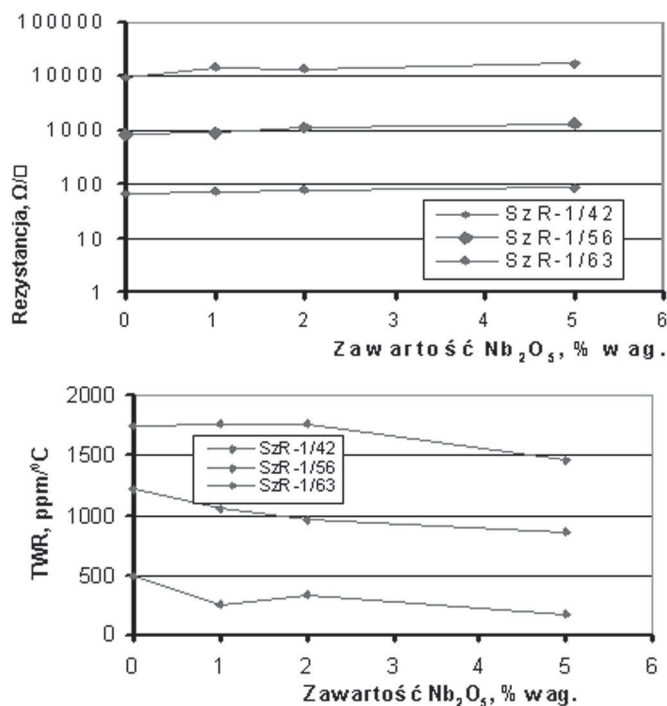 100000
10000
1000
100
10
1
Rezystancja, Ω/□
SzR-1/42
SzR-1/56
SzR-1/63
0 1 2 3 4 5 6
Zawartość Nb₂O₅, % wag.
2000
1500
1000
500
0
TWR, ppm/⁰C
SzR-1/42
SzR-1/56
SzR-1/63
0 1 2 3 4 5 6
Zawartość Nb₂O₅, % wag.